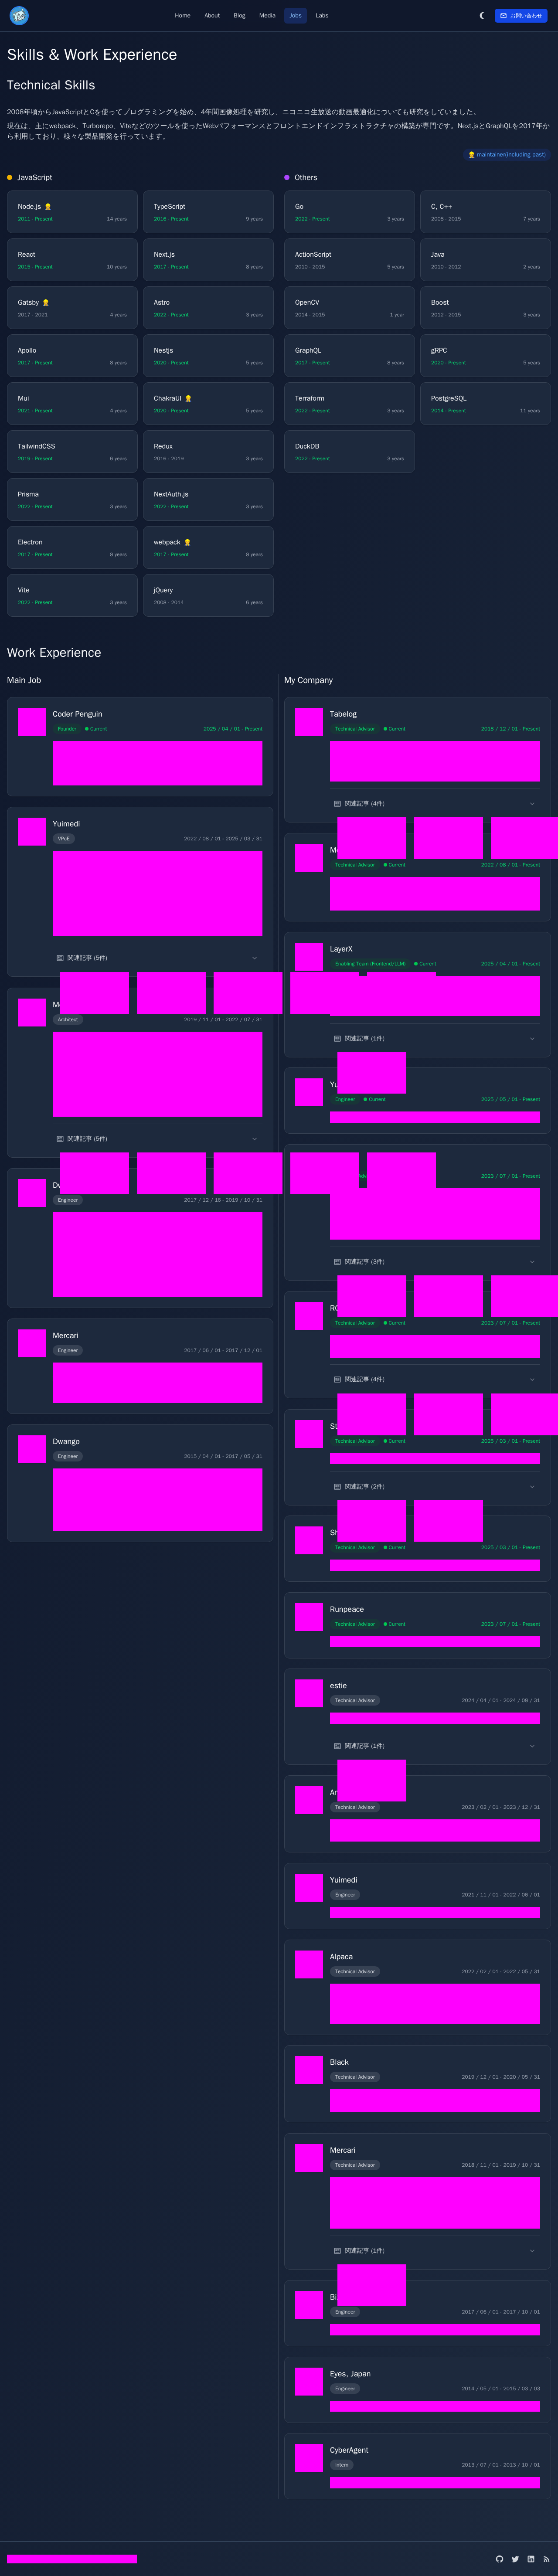 Home About Blog Media Jobs Labs お問い合わせ
Skills & Work Experience
Technical Skills
2008年頃からJavaScriptとCを使ってプログラミングを始め、4年間画像処理を研究し、ニコニコ生放送の動画最適化についても研究をしていました。
現在は、主にwebpack、Turborepo、Viteなどのツールを使ったWebパフォーマンスとフロントエンドインフラストラクチャの構築が専門です。Next.jsとGraphQLを2017年か
ら利用しており、様々な製品開発を行っています。
👷 maintainer(including past)
JavaScript
Node.js 👷
2011 - Present 14 years
TypeScript
2016 - Present 9 years
React
2015 - Present 10 years
Next.js
2017 - Present 8 years
Gatsby 👷
2017 - 2021 4 years
Astro
2022 - Present 3 years
Apollo
2017 - Present 8 years
Nestjs
2020 - Present 5 years
Mui
2021 - Present 4 years
ChakraUI 👷
2020 - Present 5 years
TailwindCSS
2019 - Present 6 years
Redux
2016 - 2019 3 years
Prisma
2022 - Present 3 years
NextAuth.js
2022 - Present 3 years
Electron
2017 - Present 8 years
webpack 👷
2017 - Present 8 years
Vite
2022 - Present 3 years
jQuery
2008 - 2014 6 years
Others
Go
2022 - Present 3 years
C, C++
2008 - 2015 7 years
ActionScript
2010 - 2015 5 years
Java
2010 - 2012 2 years
OpenCV
2014 - 2015 1 year
Boost
2012 - 2015 3 years
GraphQL
2017 - Present 8 years
gRPC
2020 - Present 5 years
Terraform
2022 - Present 3 years
PostgreSQL
2014 - Present 11 years
DuckDB
2022 - Present 3 years
Work Experience
Main Job
Coder Penguin
Founder Current 2025 / 04 / 01 - Present
Yuimedi
VPoE 2022 / 08 / 01 - 2025 / 03 / 31
関連記事 (5件)
Architect 2019 / 11 / 01 - 2022 / 07 / 31
関連記事 (5件)
Engineer 2017 / 12 / 16 - 2019 / 10 / 31
Mercari
Engineer 2017 / 06 / 01 - 2017 / 12 / 01
Dwango
Engineer 2015 / 04 / 01 - 2017 / 05 / 31
My Company
Tabelog
Technical Advisor Current 2018 / 12 / 01 - Present
関連記事 (4件)
Technical Advisor Current 2022 / 08 / 01 - Present
LayerX
Enabling Team (Frontend/LLM) Current 2025 / 04 / 01 - Present
関連記事 (1件)
Engineer Current 2025 / 05 / 01 - Present
2023 / 07 / 01 - Present
関連記事 (3件)
Technical Advisor Current 2023 / 07 / 01 - Present
関連記事 (4件)
Technical Advisor Current 2025 / 03 / 01 - Present
関連記事 (2件)
Technical Advisor Current 2025 / 03 / 01 - Present
Runpeace
Technical Advisor Current 2023 / 07 / 01 - Present
estie
Technical Advisor 2024 / 04 / 01 - 2024 / 08 / 31
関連記事 (1件)
Technical Advisor 2023 / 02 / 01 - 2023 / 12 / 31
Yuimedi
Engineer 2021 / 11 / 01 - 2022 / 06 / 01
Alpaca
Technical Advisor 2022 / 02 / 01 - 2022 / 05 / 31
Black
Technical Advisor 2019 / 12 / 01 - 2020 / 05 / 31
Mercari
Technical Advisor 2018 / 11 / 01 - 2019 / 10 / 31
関連記事 (1件)
Engineer 2017 / 06 / 01 - 2017 / 10 / 01
Eyes, Japan
Engineer 2014 / 05 / 01 - 2015 / 03 / 03
CyberAgent
Intern 2013 / 07 / 01 - 2013 / 10 / 01